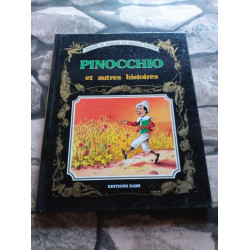 PINOCCHIO
et autres histoires
EDITIONS DAMI